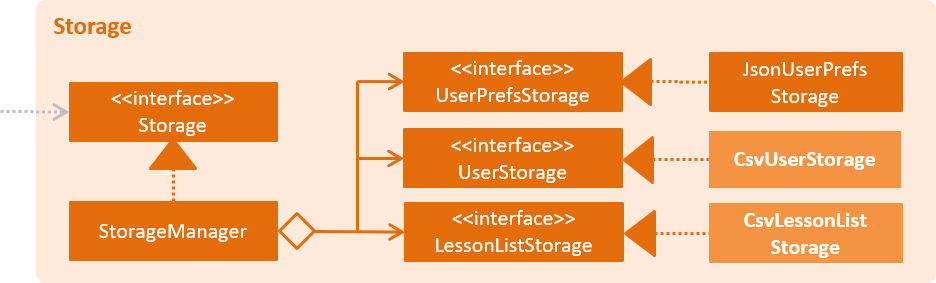 Storage
<<interface>>
Storage
StorageManager
<<interface>>
UserPrefsStorage
<<interface>>
UserStorage
<<interface>>
LessonListStorage
JsonUserPrefs
Storage
CsvUserStorage
CsvLessonList
Storage